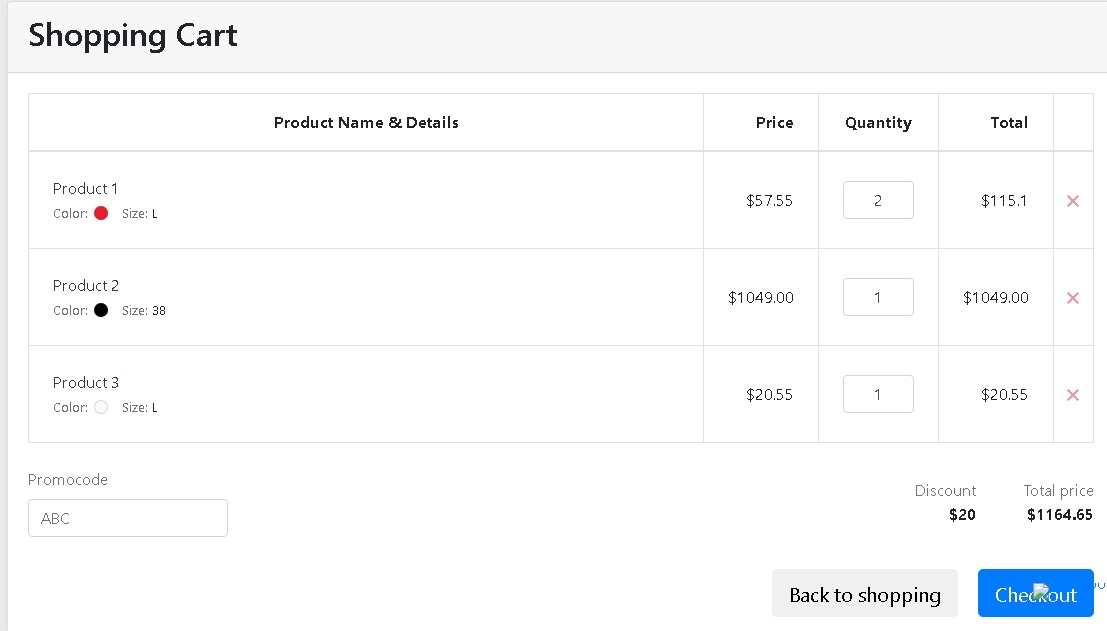 Shopping Cart
Product Name & Details Price Quantity Total
Product 1
Color: Size: L
$57.55 2 $115.1 ×
Product 2
Color: Size: 38
$1049.00 1 $1049.00 ×
Product 3
Color: Size: L
$20.55 1 $20.55 ×
Promocode
ABC
Discount Total price
$20 $1164.65
Back to shopping Checkout